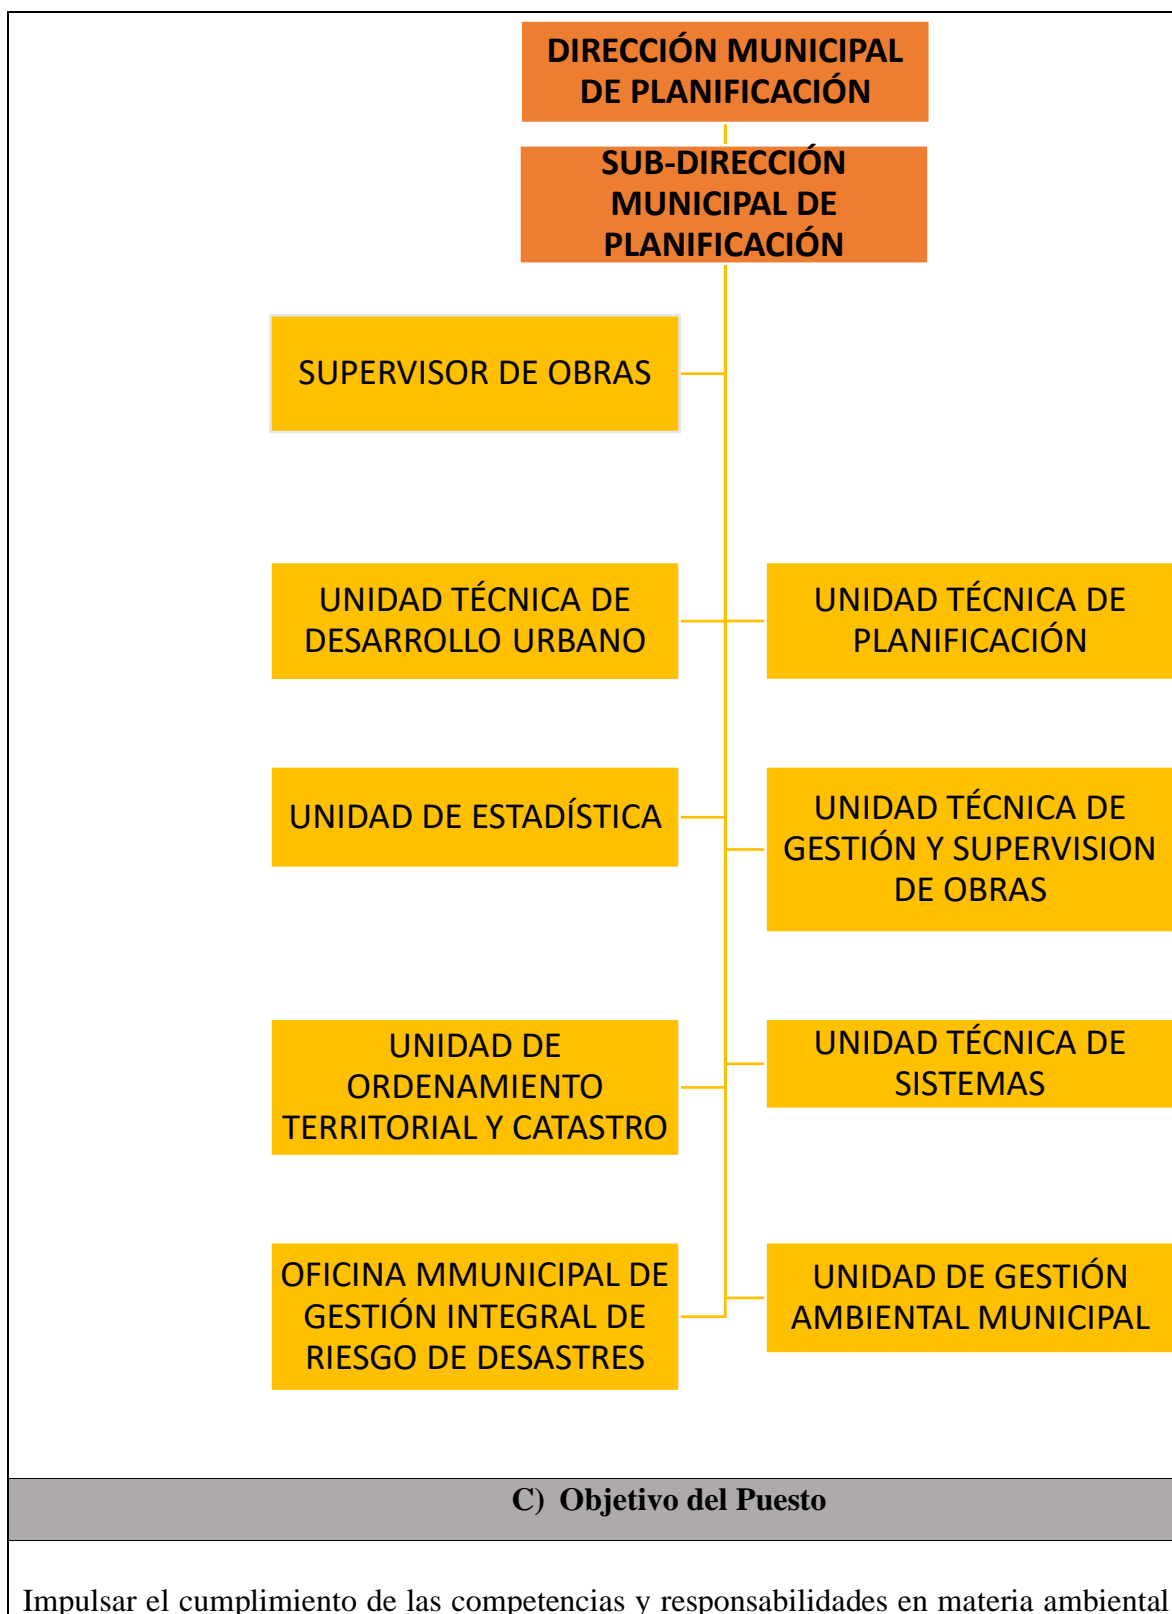 DIRECCIÓN MUNICIPAL
DE PLANIFICACIÓN
SUB-DIRECCIÓN
MUNICIPAL DE
PLANIFICACIÓN
SUPERVISOR DE OBRAS
UNIDAD TÉCNICA DE
DESARROLLO URBANO
UNIDAD TÉCNICA DE
PLANIFICACIÓN
UNIDAD DE ESTADÍSTICA
UNIDAD TÉCNICA DE
GESTIÓN Y SUPERVISION
DE OBRAS
UNIDAD DE
ORDENAMIENTO
TERRITORIAL Y CATASTRO
UNIDAD TÉCNICA DE
SISTEMAS
OFICINA MMUNICIPAL DE
GESTIÓN INTEGRAL DE
RIESGO DE DESASTRES
UNIDAD DE GESTIÓN
AMBIENTAL MUNICIPAL
C) Objetivo del Puesto
Impulsar el cumplimiento de las competencias y responsabilidades en materia ambiental